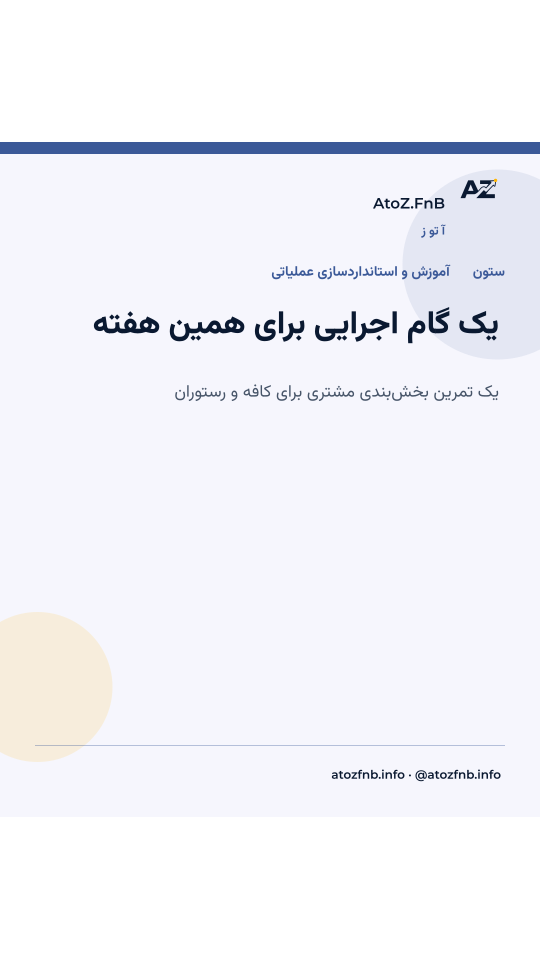 AZ
AtoZ.FnB
آ تو ز
ستون آموزش و استانداردسازی عملیاتی
یک گام اجرایی برای همین هفته
یک تمرین بخش‌بندی مشتری برای کافه و رستوران
atozfnb.info · @atozfnb.info